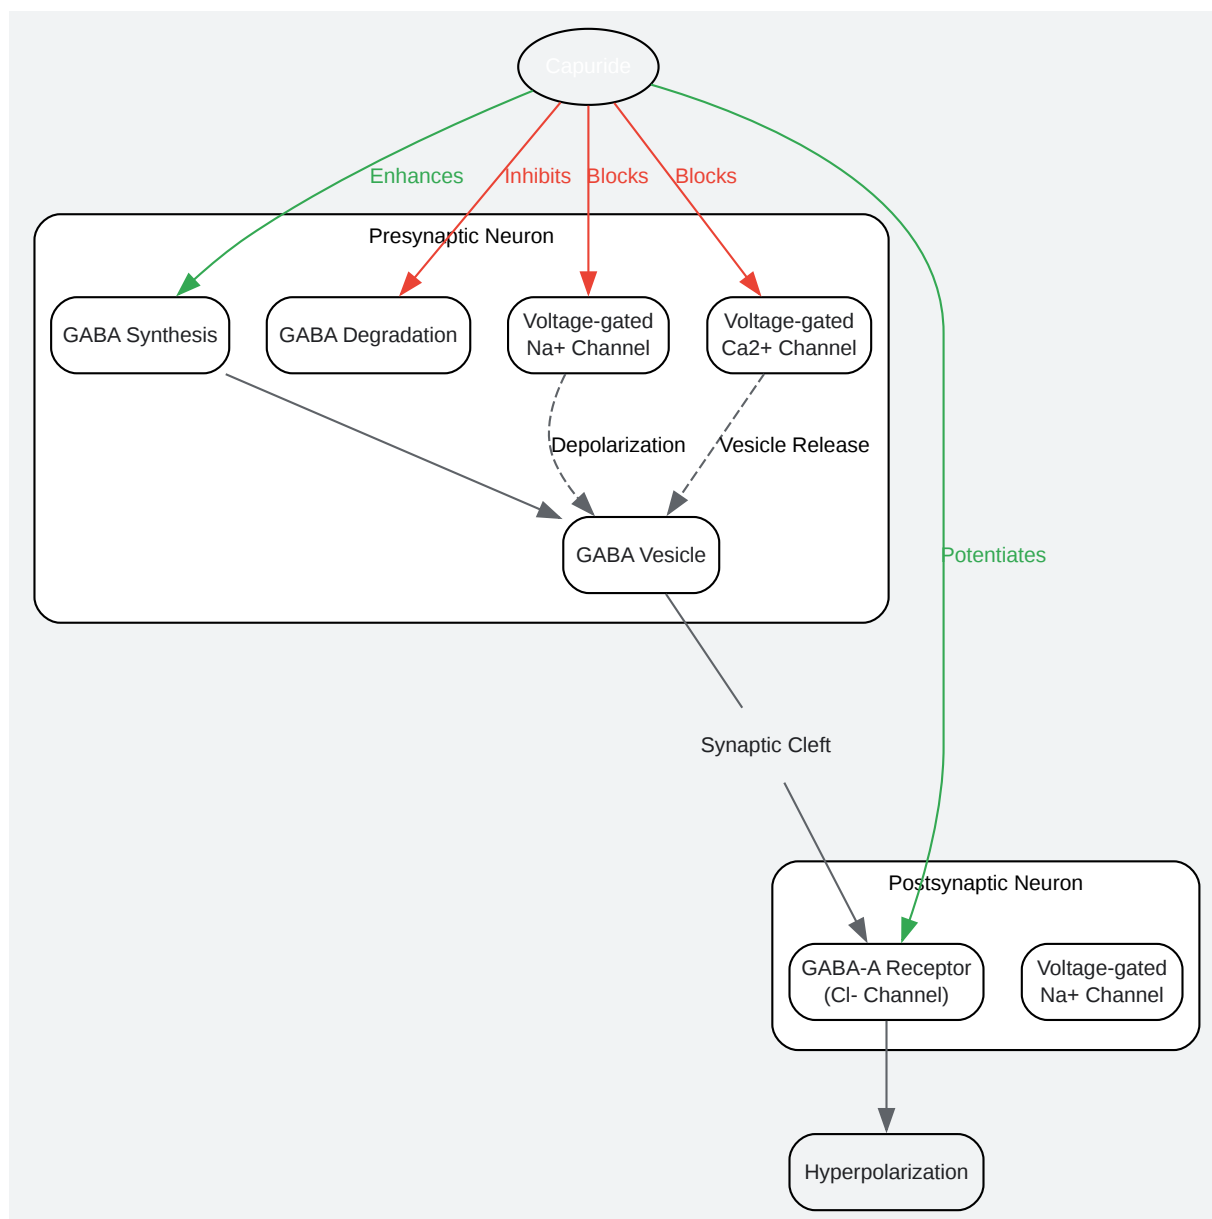 Capuride
Enhances
Inhibits
Blocks
Blocks
Presynaptic Neuron
GABA Synthesis
GABA Degradation
Voltage-gated
Na+ Channel
Voltage-gated
Ca2+ Channel
Depolarization
Vesicle Release
GABA Vesicle
Potentiates
Synaptic Cleft
Postsynaptic Neuron
GABA-A Receptor
(Cl- Channel)
Voltage-gated
Na+ Channel
Hyperpolarization